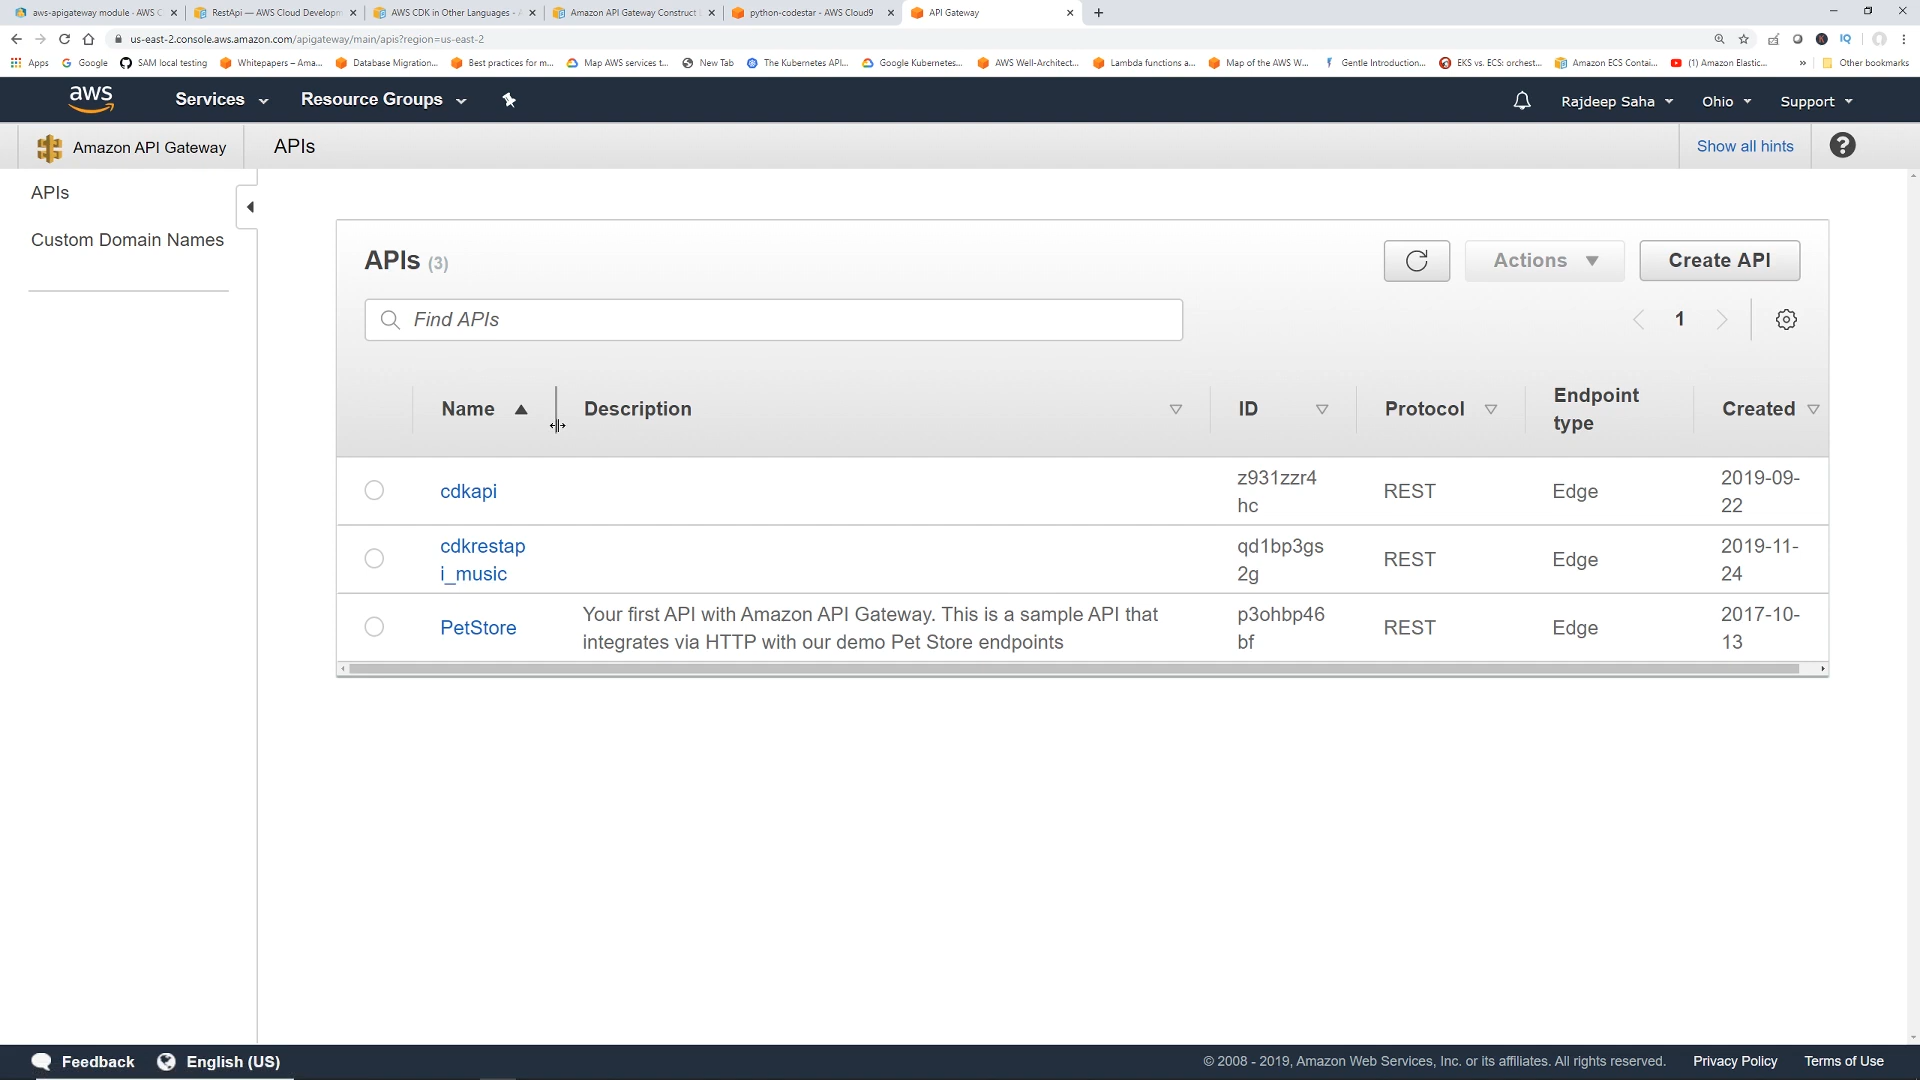 aws-apigateway module - AWS C
RestApi — AWS Cloud Developm
AWS CDK in Other Languages - A
Amazon API Gateway Construct L
python-codestar - AWS Cloud9
API Gateway
us-east-2.console.aws.amazon.com/apigateway/main/apis?region=us-east-2
Apps
Google
SAM local testing
Whitepapers – Ama...
Database Migration...
Best practices for m...
Map AWS services t...
New Tab
The Kubernetes API...
Google Kubernetes...
AWS Well-Architect...
Lambda functions a...
Map of the AWS W...
Gentle Introduction...
EKS vs. ECS: orchest...
Amazon ECS Contai...
(1) Amazon Elastic...
»
Other bookmarks
aws
Services
Resource Groups
Rajdeep Saha
Ohio
Support
Amazon API Gateway
APIs
Show all hints
APIs
Custom Domain Names
APIs (3)
Actions
Create API
Find APIs
1
Name
Description
ID
Protocol
Endpoint
type
Created
cdkapi
z931zzr4
hc
REST
Edge
2019-09-
22
cdkrestap
i_music
qd1bp3gs
2g
REST
Edge
2019-11-
24
PetStore
Your first API with Amazon API Gateway. This is a sample API that
integrates via HTTP with our demo Pet Store endpoints
p3ohbp46
bf
REST
Edge
2017-10-
13
Feedback
English (US)
© 2008 - 2019, Amazon Web Services, Inc. or its affiliates. All rights reserved.
Privacy Policy
Terms of Use